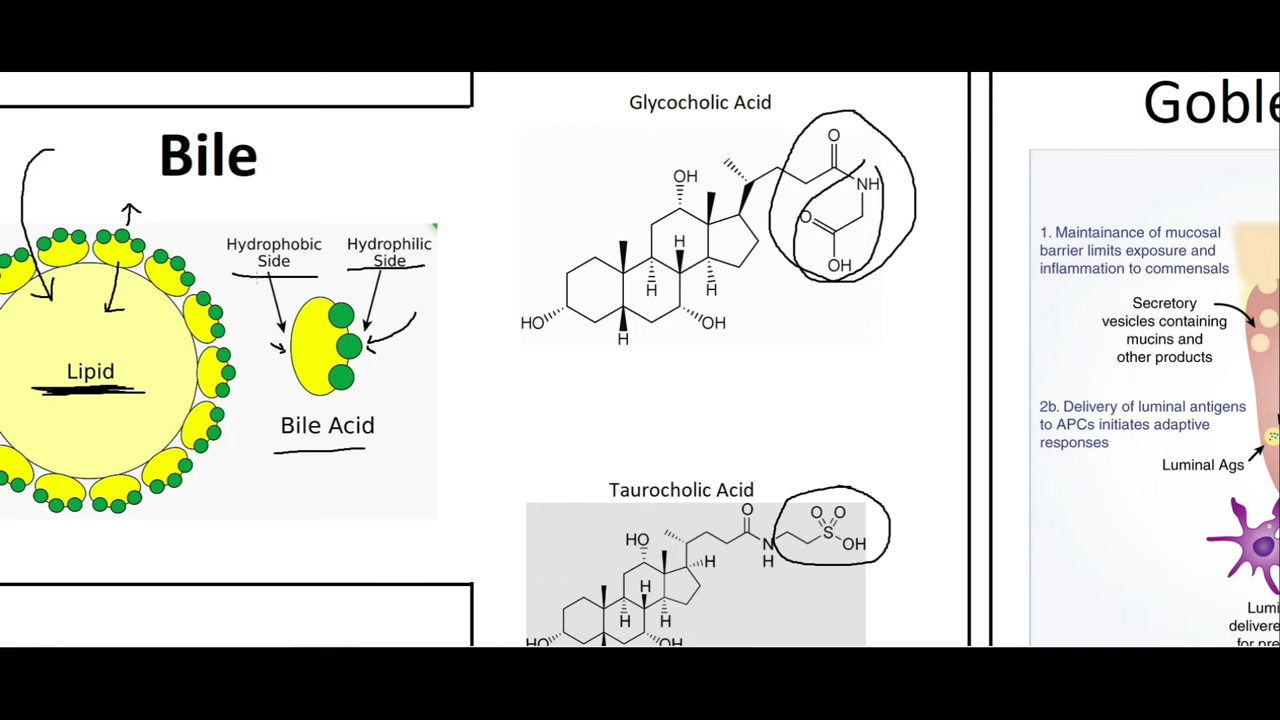 Bile
Hydrophobic
Side
Hydrophilic
Side
Lipid
Bile Acid
Glycocholic Acid
O
OH
NH
O
OH
H
H
H
HO
OH
H
Taurocholic Acid
O
O O
S
OH
HO
N
H
H
H
H
H
HO
OH
1. Maintainance of mucosal
barrier limits exposure and
inflammation to commensals
Secretory
vesicles containing
mucins and
other products
2b. Delivery of luminal antigens
to APCs initiates adaptive
responses
Luminal Ags